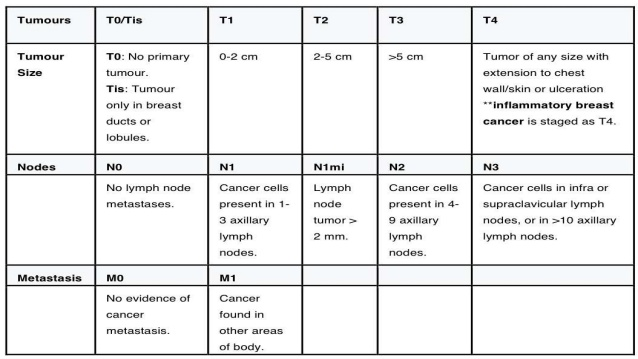 Tumours T0/Tis T1 T2 T3 T4
Tumour Size
T0: No primary
tumour.
Tis: Tumour
only in breast
ducts or
lobules.
0-2 cm
2-5 cm
>5 cm
Tumor of any size with
extension to chest
wall/skin or ulceration
**inflammatory breast
cancer is staged as T4.
Nodes N0 N1 N1mi N2 N3
No lymph node
metastases.
Cancer cells
present in 1-
3 axillary
lymph
nodes.
Lymph
node
tumor >
2 mm.
Cancer cells
present in 4-
9 axillary
lymph
nodes.
Cancer cells in infra or
supraclavicular lymph
nodes, or in >10 axillary
lymph nodes.
Metastasis M0 M1
No evidence of
cancer
metastasis.
Cancer
found in
other areas
of body.